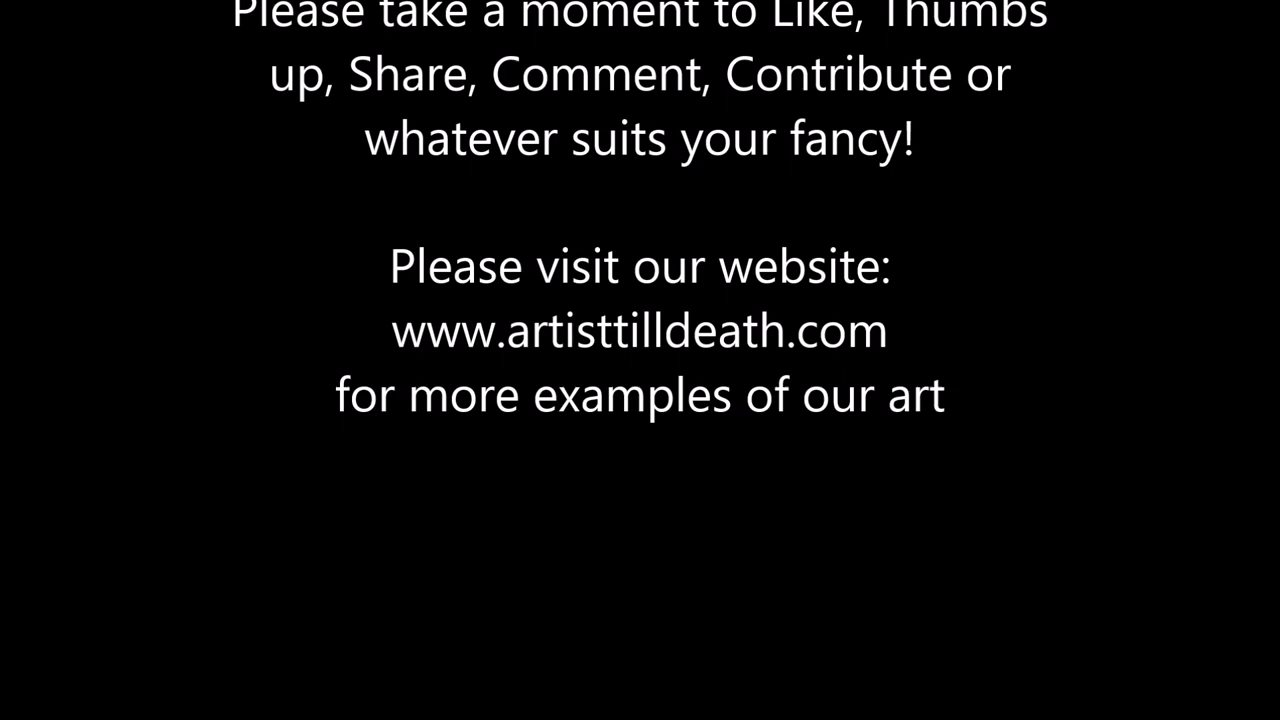 Please take a moment to Like, Thumbs
up, Share, Comment, Contribute or
whatever suits your fancy!
Please visit our website:
www.artisttilldeath.com
for more examples of our art